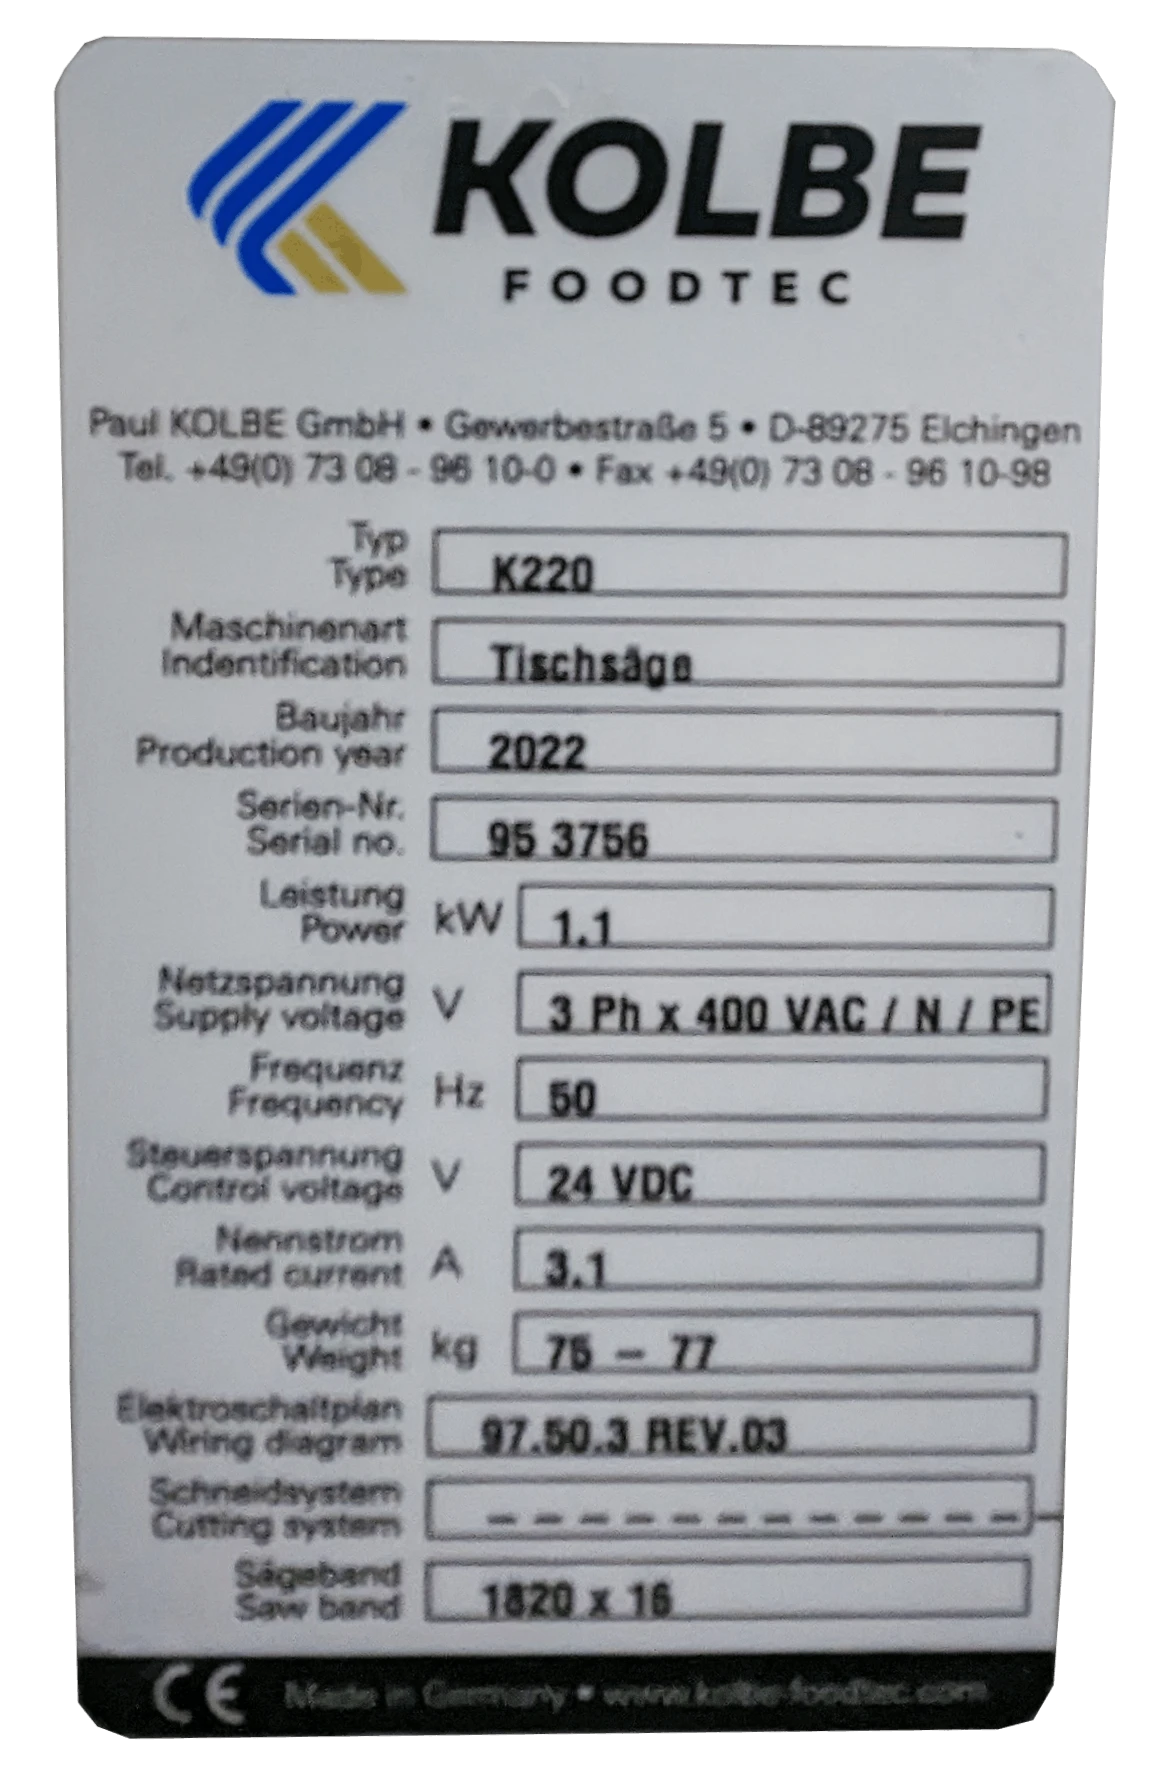 KOLBE
FOODTEC
Paul KOLBE GmbH • Gewerbestraße 5 • D-89275 Elchingen
Tel. +49(0) 73 08 - 96 10-0 • Fax +49(0) 73 08 - 96 10-98
Typ
Type K220
Maschinenart
Indentification Tischsäge
Baujahr
Production year 2022
Serien-Nr.
Serial no. 95 3756
Leistung
Power kW 1.1
Netzspannung
Supply voltage V 3 Ph x 400 VAC / N / PE
Frequenz
Frequency Hz 50
Steuerspannung
Control voltage V 24 VDC
Nennstrom
Rated current A 3.1
Gewicht
Weight kg 75 – 77
Elektroschaltplan
Wiring diagram 97.50.3 REV.03
Schneidsystem
Cutting system – – – – – – – – – – – – –
Sägeband
Saw band 1820 x 16
CE Made in Germany • www.kolbe-foodtec.com